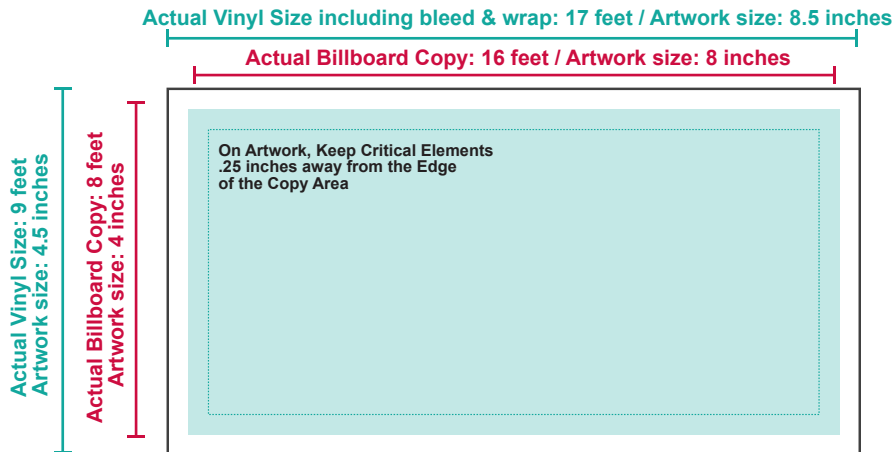 Actual Vinyl Size including bleed & wrap: 17 feet / Artwork size: 8.5 inches
Actual Billboard Copy: 16 feet / Artwork size: 8 inches
Actual Vinyl Size: 9 feet
Artwork size: 4.5 inches
Actual Billboard Copy: 8 feet
Artwork size: 4 inches
On Artwork, Keep Critical Elements
.25 inches away from the Edge
of the Copy Area